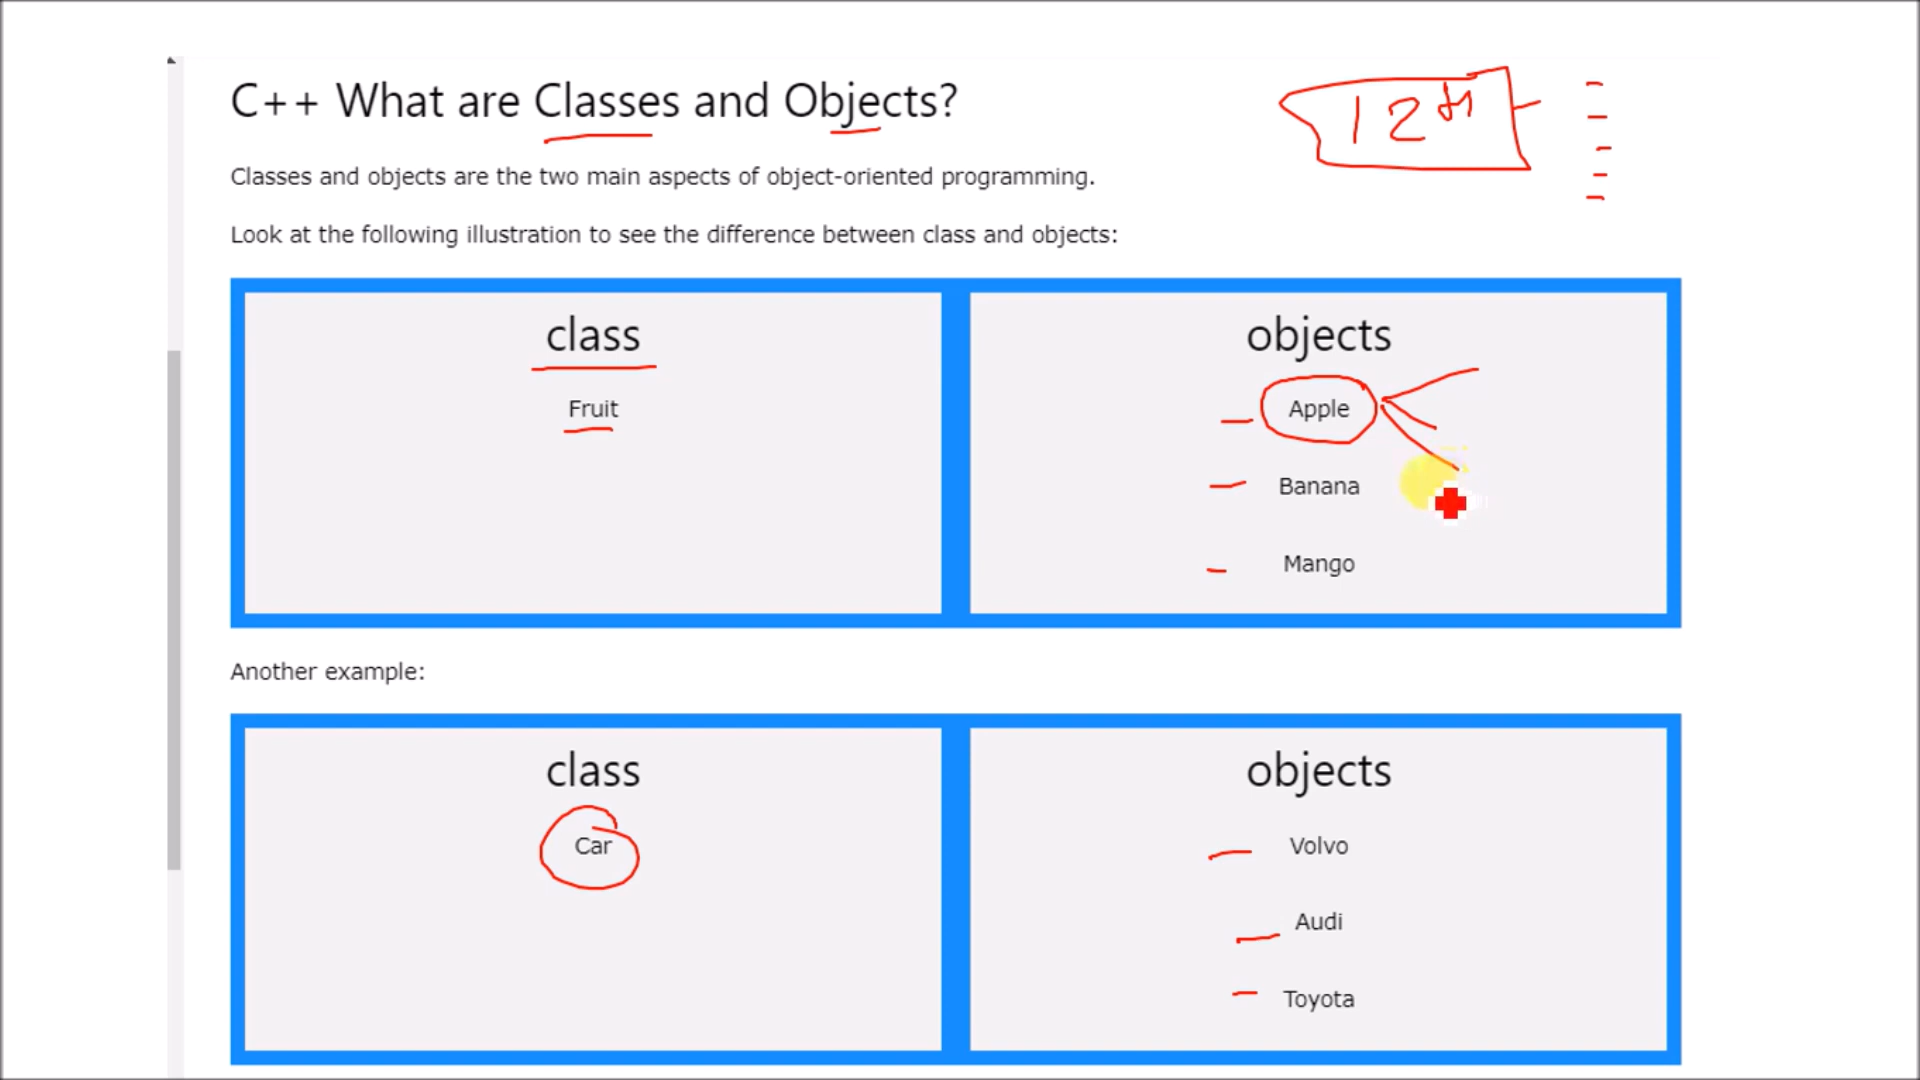 C++ What are Classes and Objects?
12th
Classes and objects are the two main aspects of object-oriented programming.
Look at the following illustration to see the difference between class and objects:
class
Fruit
objects
Apple
Banana
Mango
Another example:
class
Car
objects
Volvo
Audi
Toyota